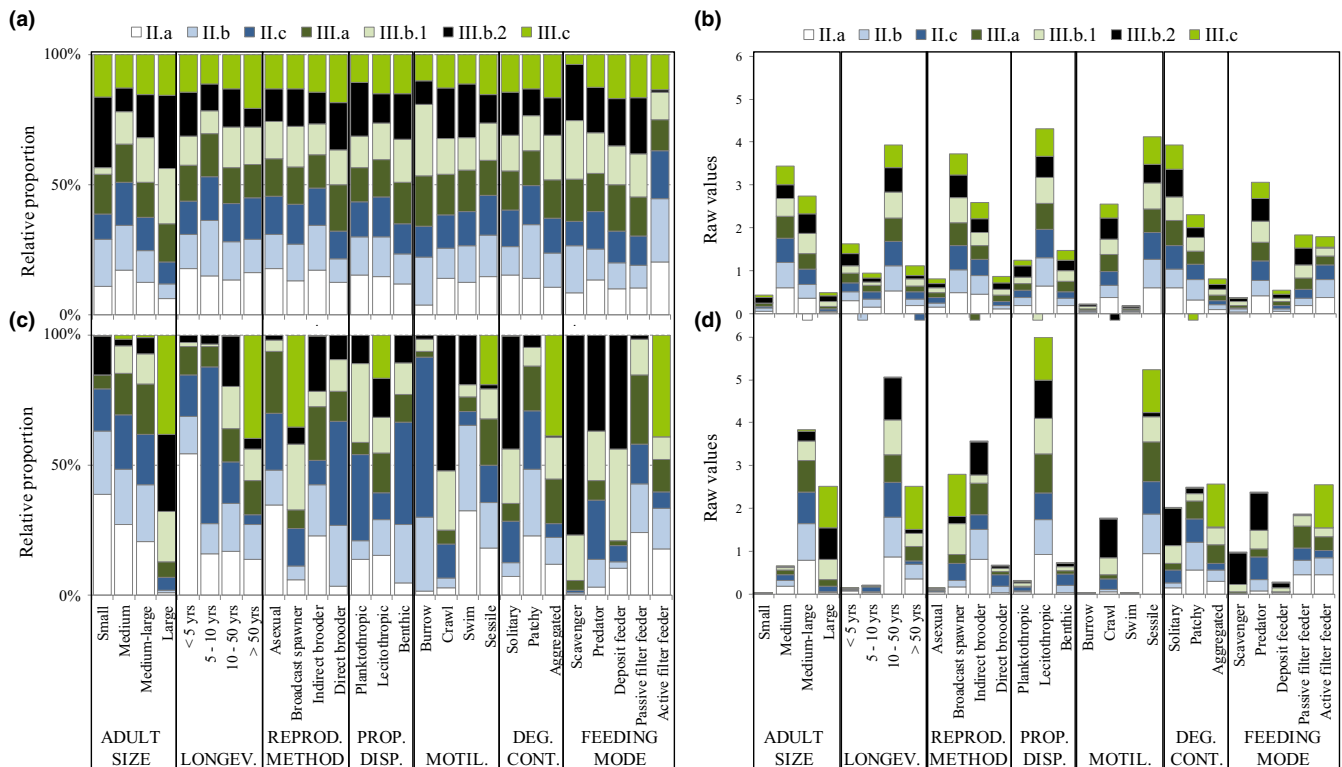 (a)
II.a II.b II.c III.a III.b.1 III.b.2 III.c
100%
50%
Relative proportion
(b)
II.a II.b II.c III.a III.b.1 III.b.2 III.c
6
5
4
3
2
1
0
Raw values
(c)
100%
50%
0%
Relative proportion
Small
Medium
Medium-large
Large
< 5 yrs
5 - 10 yrs
10 - 50 yrs
> 50 yrs
Asexual
Broadcast spawner
Indirect brooder
Direct brooder
Planktothropic
Lecitothropic
Benthic
Burrow
Crawl
Swim
Sessile
Solitary
Patchy
Aggregated
Scavenger
Predator
Deposit feeder
Passive filter feeder
Active filter feeder
ADULT SIZE
LONGEV.
REPROD. METHOD
PROP. DISP.
MOTIL.
DEG. CONT.
FEEDING MODE
(d)
6
5
4
3
2
1
0
Raw values
Small
Medium
Medium-large
Large
< 5 yrs
5 - 10 yrs
10 - 50 yrs
> 50 yrs
Asexual
Broadcast spawner
Indirect brooder
Direct brooder
Planktothropic
Lecitothropic
Benthic
Burrow
Crawl
Swim
Sessile
Solitary
Patchy
Aggregated
Scavenger
Predator
Deposit feeder
Passive filter feeder
Active filter feeder
ADULT SIZE
LONGEV.
REPROD. METHOD
PROP. DISP.
MOTIL.
DEG. CONT.
FEEDING MODE